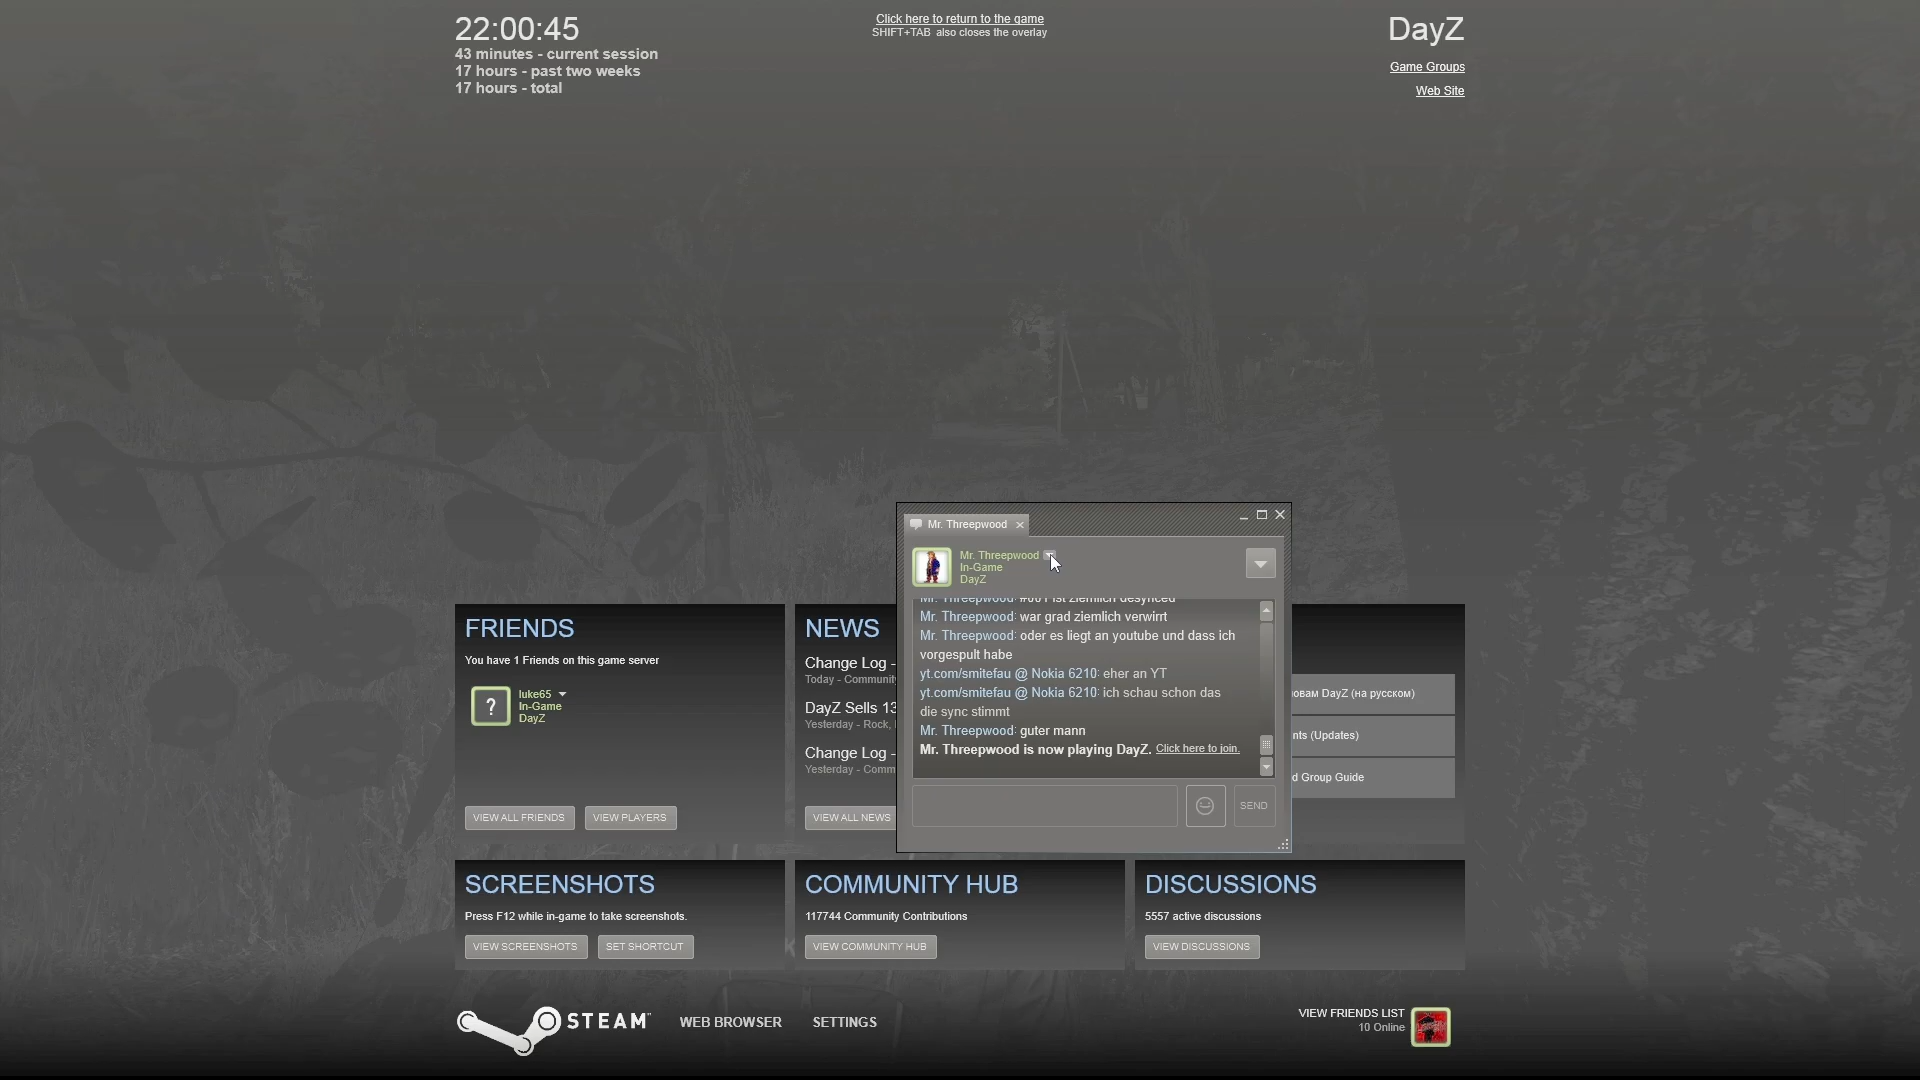 22:00:45
43 minutes - current session
17 hours - past two weeks
17 hours - total
Click here to return to the game
SHIFT+TAB also closes the overlay
DayZ
Game Groups
Web Site
Mr. Threepwood
Mr. Threepwood
In-Game
DayZ
Mr. Threepwood: ist ziemlich desynced
Mr. Threepwood: war grad ziemlich verwirrt
Mr. Threepwood: oder es liegt an youtube und dass ich
vorgespult habe
yt.com/smitefau @ Nokia 6210: eher an YT
yt.com/smitefau @ Nokia 6210: ich schau schon das
die sync stimmt
Mr. Threepwood: guter mann
Mr. Threepwood is now playing DayZ. Click here to join.
SEND
FRIENDS
You have 1 Friends on this game server
?
luke65
In-Game
DayZ
VIEW ALL FRIENDS
VIEW PLAYERS
NEWS
Change Log -
Today - Community
DayZ Sells 13
Yesterday - Rock,
Change Log -
Yesterday - Comm
VIEW ALL NEWS
овам DayZ (на русском)
nts (Updates)
d Group Guide
SCREENSHOTS
Press F12 while in-game to take screenshots.
VIEW SCREENSHOTS
SET SHORTCUT
COMMUNITY HUB
117744 Community Contributions
VIEW COMMUNITY HUB
DISCUSSIONS
5557 active discussions
VIEW DISCUSSIONS
STEAM
WEB BROWSER
SETTINGS
VIEW FRIENDS LIST
10 Online